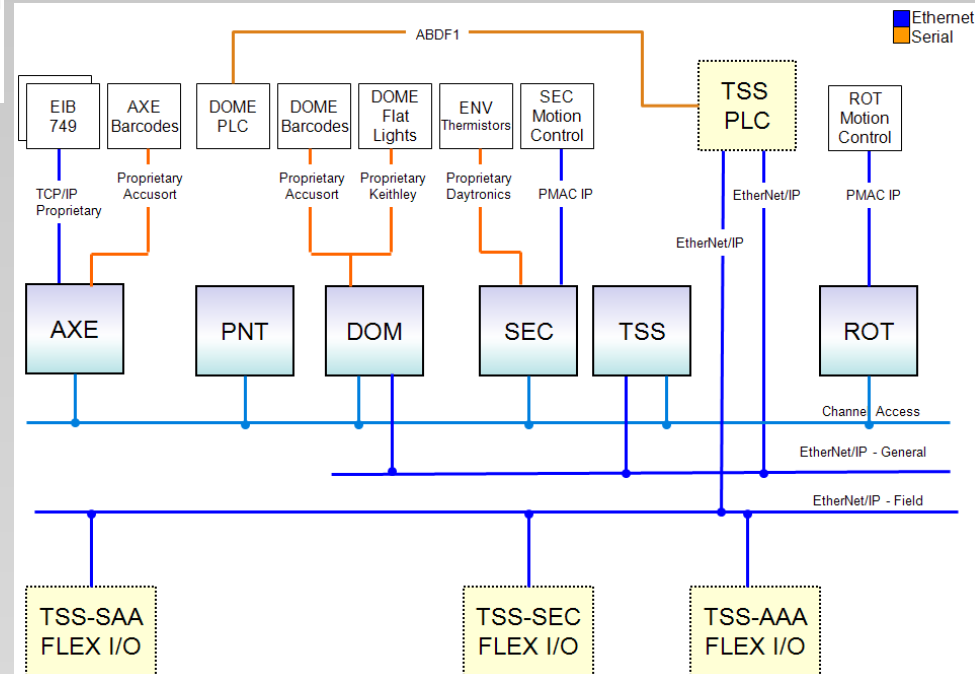 Ethernet
Serial
ABDF1
EIB
749
AXE
Barcodes
DOME
PLC
DOME
Barcodes
DOME
Flat
Lights
ENV
Thermistors
SEC
Motion
Control
TSS
PLC
ROT
Motion
Control
TCP/IP
Proprietary
Proprietary
Accusort
Proprietary
Accusort
Proprietary
Keithley
Proprietary
Daytronics
PMAC IP
EtherNet/IP
EtherNet/IP
PMAC IP
AXE
PNT
DOM
SEC
TSS
ROT
Channel Access
EtherNet/IP - General
EtherNet/IP - Field
TSS-SAA
FLEX I/O
TSS-SEC
FLEX I/O
TSS-AAA
FLEX I/O